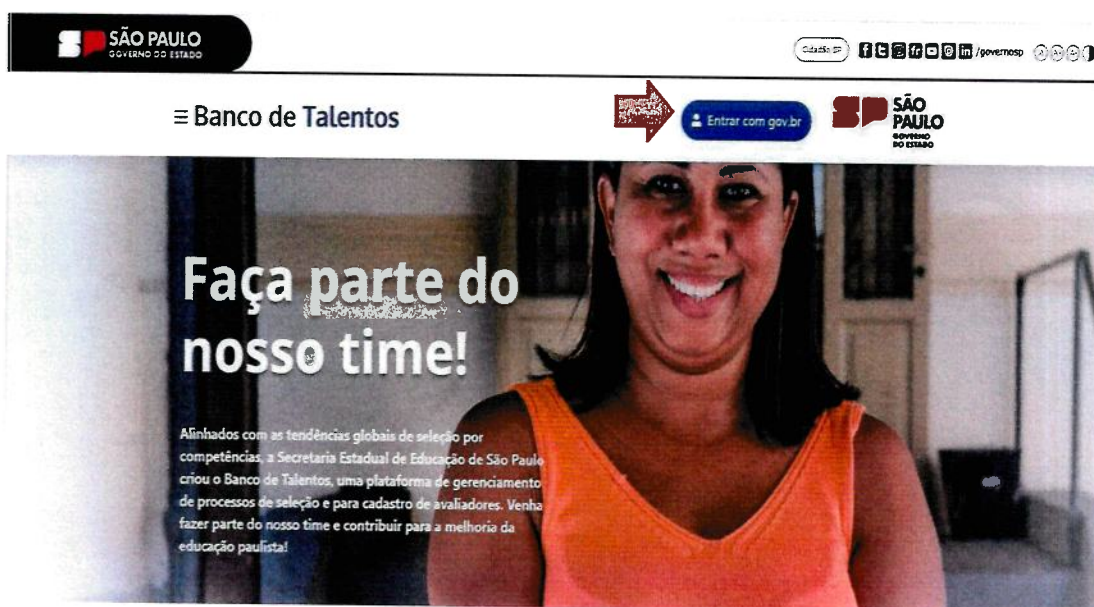 SP SÃO PAULO
GOVERNO DO ESTADO
Cidadão SP
/governosp
≡ Banco de Talentos
Entrar com gov.br
SP SÃO
PAULO
GOVERNO
DO ESTADO
Faça parte do
nosso time!
Alinhados com as tendências globais de seleção por
competências, a Secretaria Estadual de Educação de São Paulo
criou o Banco de Talentos, uma plataforma de gerenciamento
de processos de seleção e para cadastro de avaliadores. Venha
fazer parte do nosso time e contribuir para a melhoria da
educação paulista!